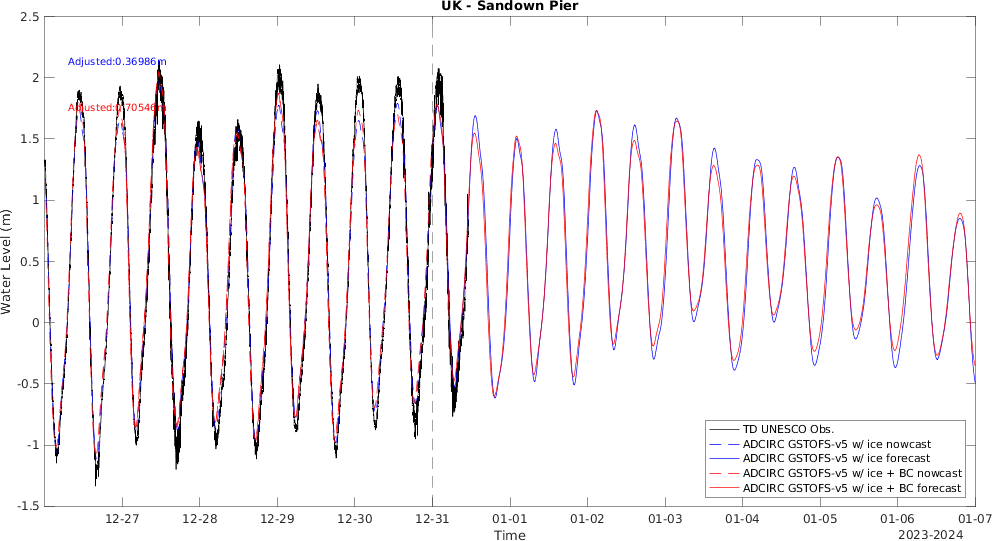 UK - Sandown Pier
2.5
2
1.5
1
0.5
0
-0.5
-1
-1.5
Water Level (m)
Adjusted:0.36986m
Adjusted:0.70546m
TD UNESCO Obs.
ADCIRC GSTOFS-v5 w/ ice nowcast
ADCIRC GSTOFS-v5 w/ ice forecast
ADCIRC GSTOFS-v5 w/ ice + BC nowcast
ADCIRC GSTOFS-v5 w/ ice + BC forecast
12-27 12-28 12-29 12-30 12-31 01-01 01-02 01-03 01-04 01-05 01-06 01-07
Time
2023-2024